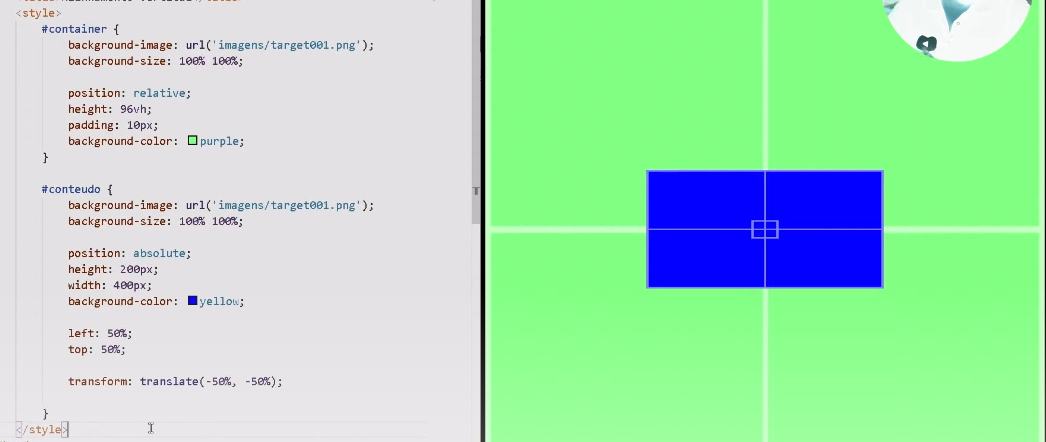 <style>
#container {
background-image: url('imagens/target001.png');
background-size: 100% 100%;
position: relative;
height: 96vh;
padding: 10px;
background-color: purple;
}
#conteudo {
background-image: url('imagens/target001.png');
background-size: 100% 100%;
position: absolute;
height: 200px;
width: 400px;
background-color: yellow;
left: 50%;
top: 50%;
transform: translate(-50%, -50%);
}
</style>